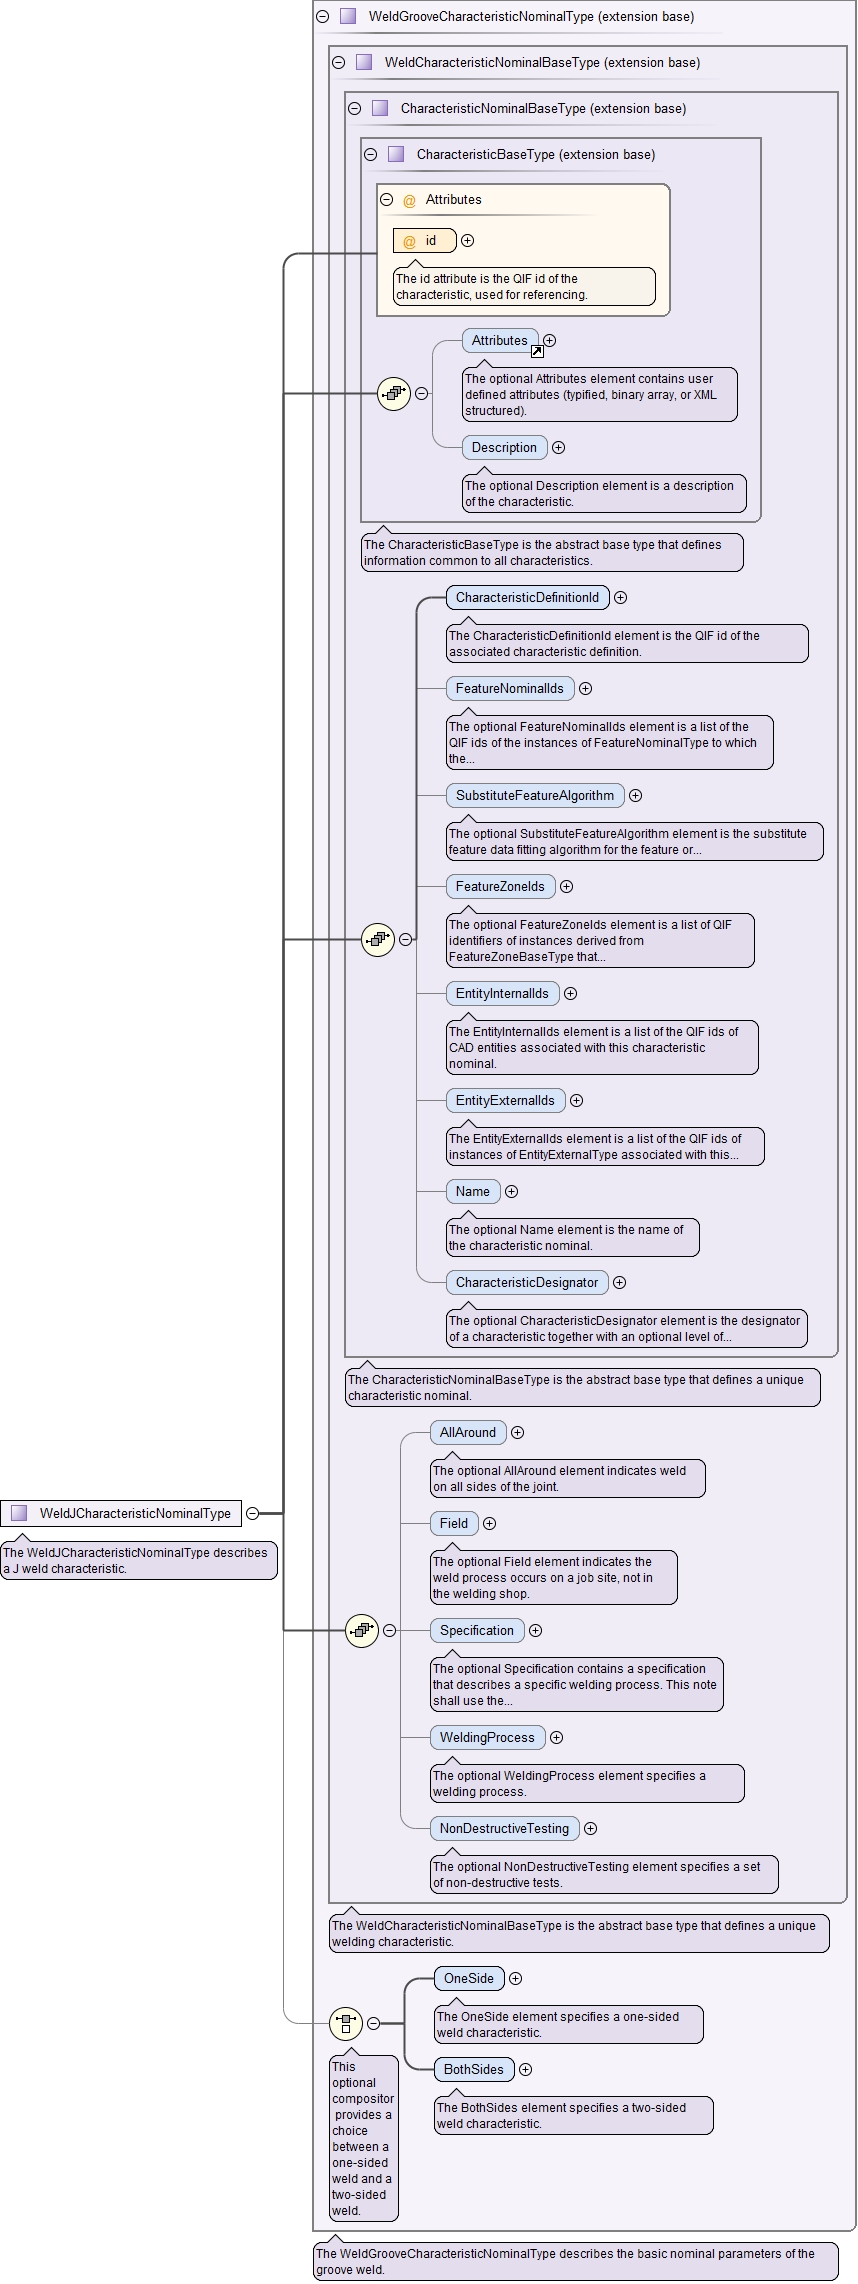 WeldGrooveCharacteristicNominalType (extension base)
WeldCharacteristicNominalBaseType (extension base)
CharacteristicNominalBaseType (extension base)
CharacteristicBaseType (extension base)
@ Attributes
@ id
The id attribute is the QIF id of the
characteristic, used for referencing.
Attributes
The optional Attributes element contains user
defined attributes (typified, binary array, or XML
structured).
Description
The optional Description element is a description
of the characteristic.
The CharacteristicBaseType is the abstract base type that defines
information common to all characteristics.
CharacteristicDefinitionId
The CharacteristicDefinitionId element is the QIF id of the
associated characteristic definition.
FeatureNominalIds
The optional FeatureNominalIds element is a list of the
QIF ids of the instances of FeatureNominalType to which
the...
SubstituteFeatureAlgorithm
The optional SubstituteFeatureAlgorithm element is the substitute
feature data fitting algorithm for the feature or...
FeatureZoneIds
The optional FeatureZoneIds element is a list of QIF
identifiers of instances derived from
FeatureZoneBaseType that...
EntityInternalIds
The EntityInternalIds element is a list of the QIF ids of
CAD entities associated with this characteristic
nominal.
EntityExternalIds
The EntityExternalIds element is a list of the QIF ids of
instances of EntityExternalType associated with this...
Name
The optional Name element is the name of
the characteristic nominal.
CharacteristicDesignator
The optional CharacteristicDesignator element is the designator
of a characteristic together with an optional level of...
The CharacteristicNominalBaseType is the abstract base type that defines a unique
characteristic nominal.
AllAround
The optional AllAround element indicates weld
on all sides of the joint.
WeldJCharacteristicNominalType
The WeldJCharacteristicNominalType describes
a J weld characteristic.
Field
The optional Field element indicates the
weld process occurs on a job site, not in
the welding shop.
Specification
The optional Specification contains a specification
that describes a specific welding process. This note
shall use the...
WeldingProcess
The optional WeldingProcess element specifies a
welding process.
NonDestructiveTesting
The optional NonDestructiveTesting element specifies a set
of non-destructive tests.
The WeldCharacteristicNominalBaseType is the abstract base type that defines a unique
welding characteristic.
OneSide
The OneSide element specifies a one-sided
weld characteristic.
BothSides
The BothSides element specifies a two-sided
weld characteristic.
This
optional
compositor
provides a
choice
between a
one-sided
weld and a
two-sided
weld.
The WeldGrooveCharacteristicNominalType describes the basic nominal parameters of the
groove weld.